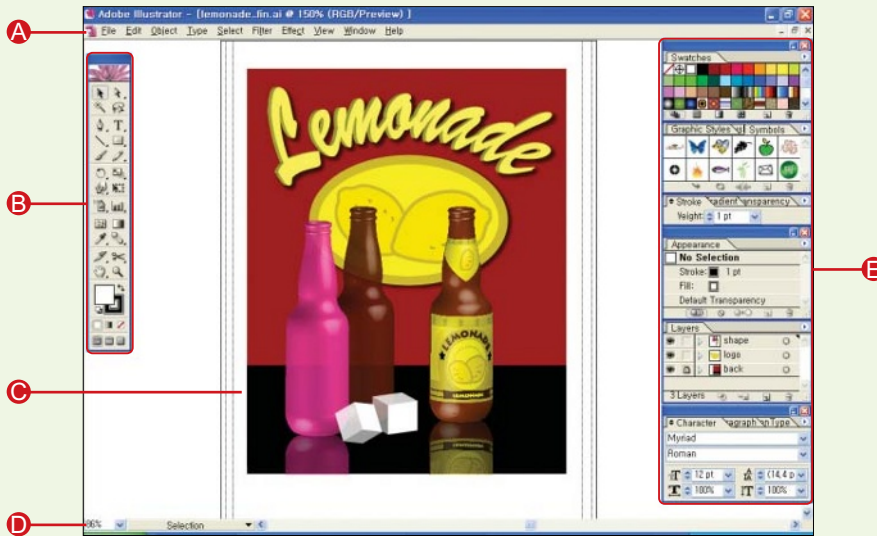 Adobe Illustrator - [lemonade_fin.ai @ 150% (RGB/Preview) ]
A
File Edit Object Type Select Filter Effect View Window Help
Swatches
Lemonade
Graphic Styles Symbols
B
Stroke
Weight: 1 pt
Appearance
No Selection
E
Stroke: 1 pt
Fill:
Default Transparency
Layers
shape
LEMONADE
logo
back
C
3 Layers
Character
Myriad
Roman
12 pt (14,4 p
100% 100%
D
Selection